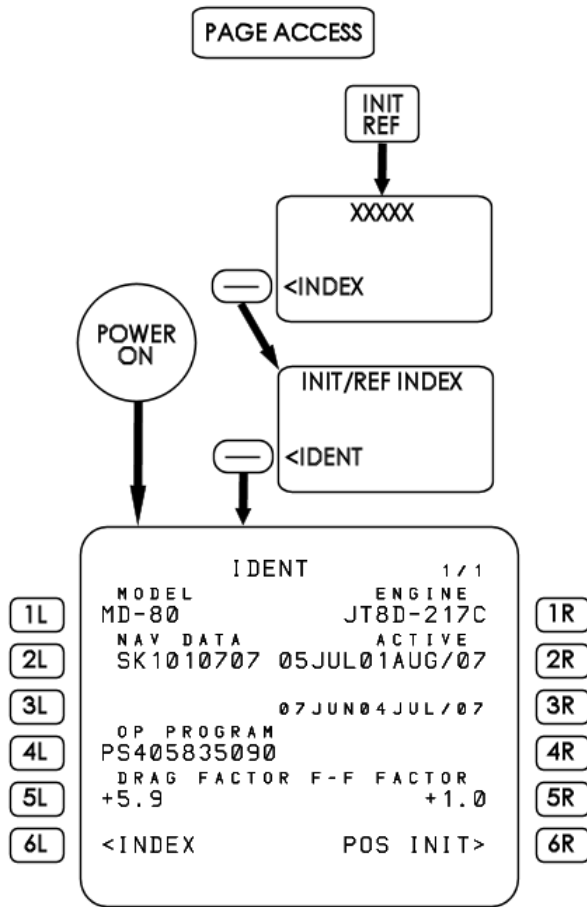 PAGE ACCESS
INIT
REF
XXXXX
<INDEX
POWER
ON
INIT/REF INDEX
<IDENT
IDENT 1/1
MODEL ENGINE
1L MD-80 JT8D-217C 1R
NAV DATA ACTIVE
2L SK1010707 05JUL01AUG/07 2R
3L 07JUN04JUL/07 3R
OP PROGRAM
4L PS405835090 4R
DRAG FACTOR F-F FACTOR
5L +5.9 +1.0 5R
6L <INDEX POS INIT> 6R